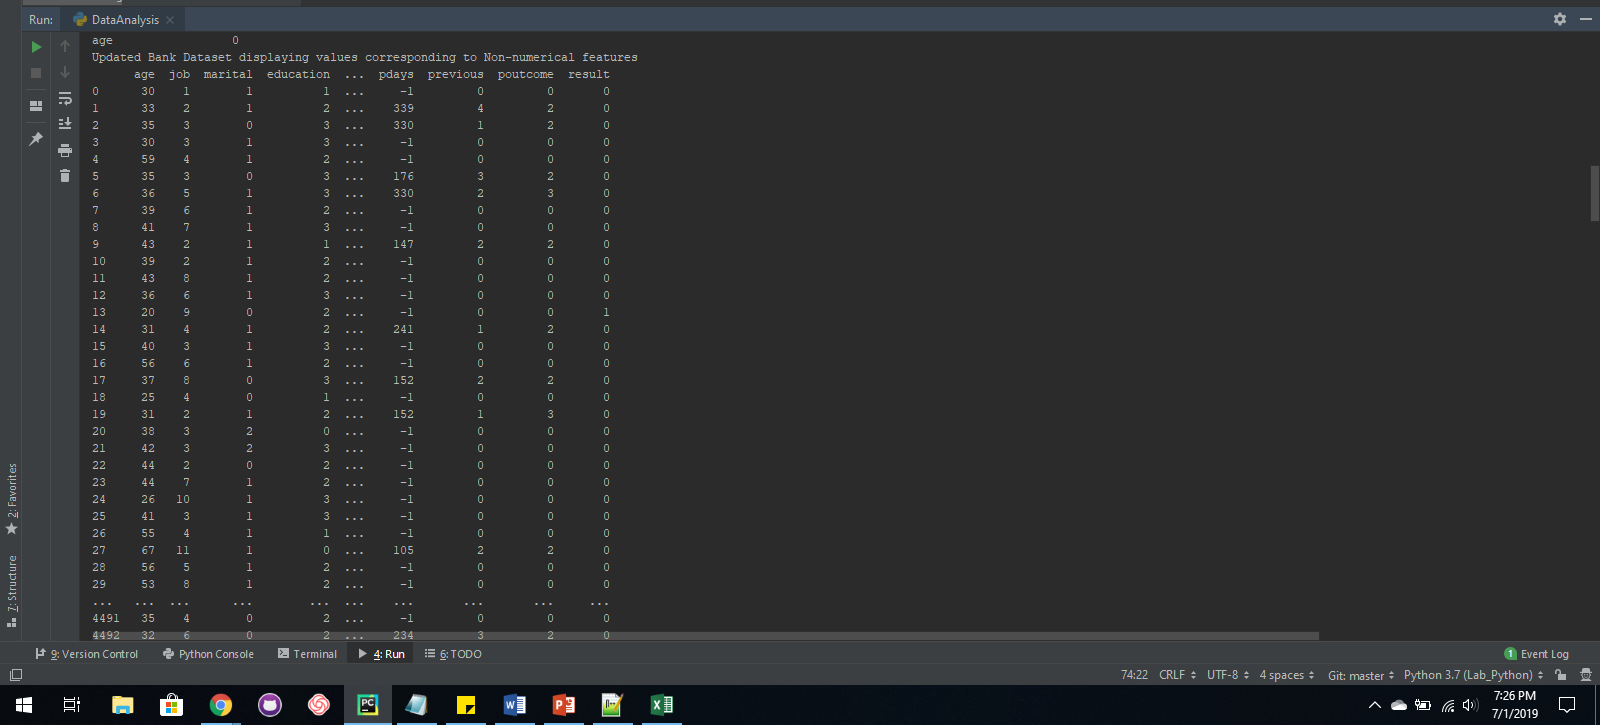 Run: DataAnalysis
age 0
Updated Bank Dataset displaying values corresponding to Non-numerical features
age job marital education ... pdays previous poutcome result
0 30 1 1 1 ... -1 0 0 0
1 33 2 1 2 ... 339 4 2 0
2 35 3 0 3 ... 330 1 2 0
3 30 3 1 3 ... -1 0 0 0
4 59 4 1 2 ... -1 0 0 0
5 35 3 0 3 ... 176 3 2 0
6 36 5 1 3 ... 330 2 3 0
7 39 6 1 2 ... -1 0 0 0
8 41 7 1 3 ... -1 0 0 0
9 43 2 1 1 ... 147 2 2 0
10 39 2 1 2 ... -1 0 0 0
11 43 8 1 2 ... -1 0 0 0
12 36 6 1 3 ... -1 0 0 0
13 20 9 0 2 ... -1 0 0 1
14 31 4 1 2 ... 241 1 2 0
15 40 3 1 3 ... -1 0 0 0
16 56 6 1 2 ... -1 0 0 0
17 37 8 0 3 ... 152 2 2 0
18 25 4 0 1 ... -1 0 0 0
19 31 2 1 2 ... 152 1 3 0
20 38 3 2 0 ... -1 0 0 0
21 42 3 2 3 ... -1 0 0 0
22 44 2 0 2 ... -1 0 0 0
23 44 7 1 2 ... -1 0 0 0
24 26 10 1 3 ... -1 0 0 0
25 41 3 1 3 ... -1 0 0 0
26 55 4 1 1 ... -1 0 0 0
27 67 11 1 0 ... 105 2 2 0
28 56 5 1 2 ... -1 0 0 0
29 53 8 1 2 ... -1 0 0 0
... ... ... ... ... ... ... ... ... ...
4491 35 4 0 2 ... -1 0 0 0
4492 32 6 0 2 ... 234 3 2 0
2: Favorites
7: Structure
9: Version Control Python Console Terminal 4: Run 6: TODO 1 Event Log
74:22 CRLF UTF-8 4 spaces Git: master Python 3.7 (Lab_Python)
7:26 PM
7/1/2019